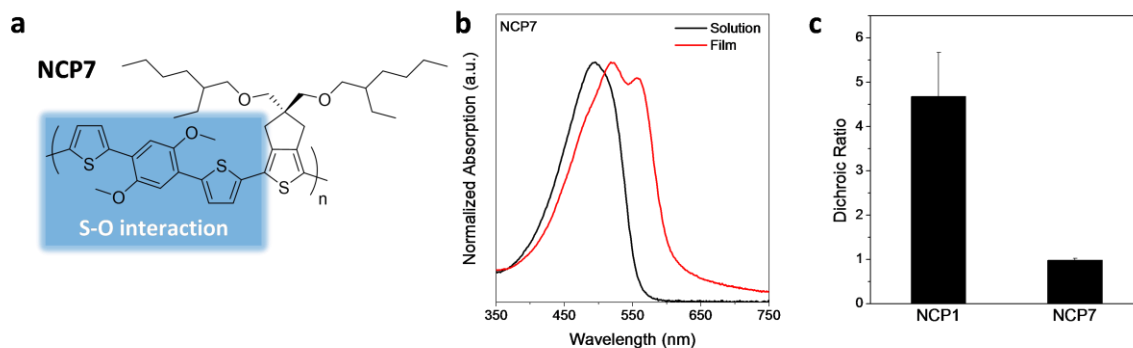 a
NCP7
O
O
S
O
S
O
S
n
S-O interaction
b
NCP7
Solution
Film
Normalized Absorption (a.u.)
350 450 550 650 750
Wavelength (nm)
c
6
5
4
3
2
1
0
Dichroic Ratio
NCP1 NCP7